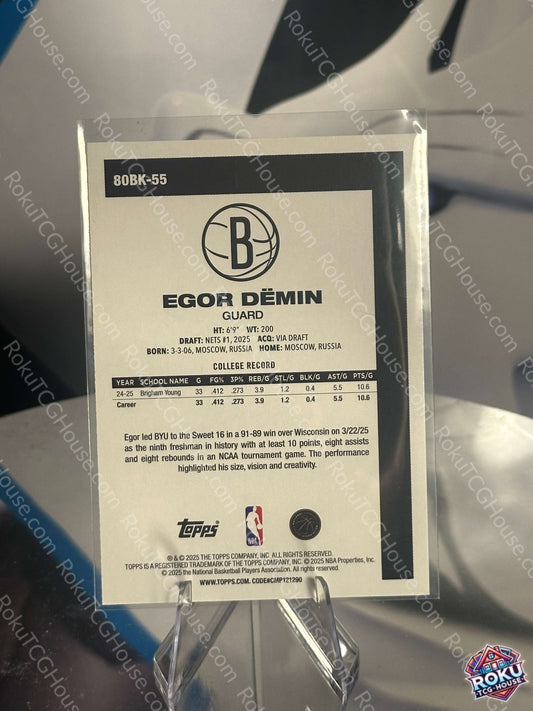 80BK-55
B
EGOR DËMIN
GUARD
HT: 6'9" WT: 200
DRAFT: NETS #1, 2025 ACQ: VIA DRAFT
BORN: 3-3-06, MOSCOW, RUSSIA HOME: MOSCOW, RUSSIA
COLLEGE RECORD
YEAR SCHOOL NAME G FG% 3P% REB/G STL/G BLK/G AST/G PTS/G
24-25 Brigham Young 33 .412 .273 3.9 1.2 0.4 5.5 10.6
Career 33 .412 .273 3.9 1.2 0.4 5.5 10.6
Egor led BYU to the Sweet 16 in a 91-89 win over Wisconsin on 3/22/25
as the ninth freshman in history with at least 10 points, eight assists
and eight rebounds in an NCAA tournament game. The performance
highlighted his size, vision and creativity.
Topps
® & © 2025 THE TOPPS COMPANY, INC. ALL RIGHTS RESERVED.
TOPPS IS A REGISTERED TRADEMARK OF THE TOPPS COMPANY, INC. © 2025 NBA Properties, Inc.
© 2025 the National Basketball Players Association. All rights reserved.
WWW.TOPPS.COM. CODE#CMP121290
RokuTCGHouse.com
ROKU
TCG HOUSE